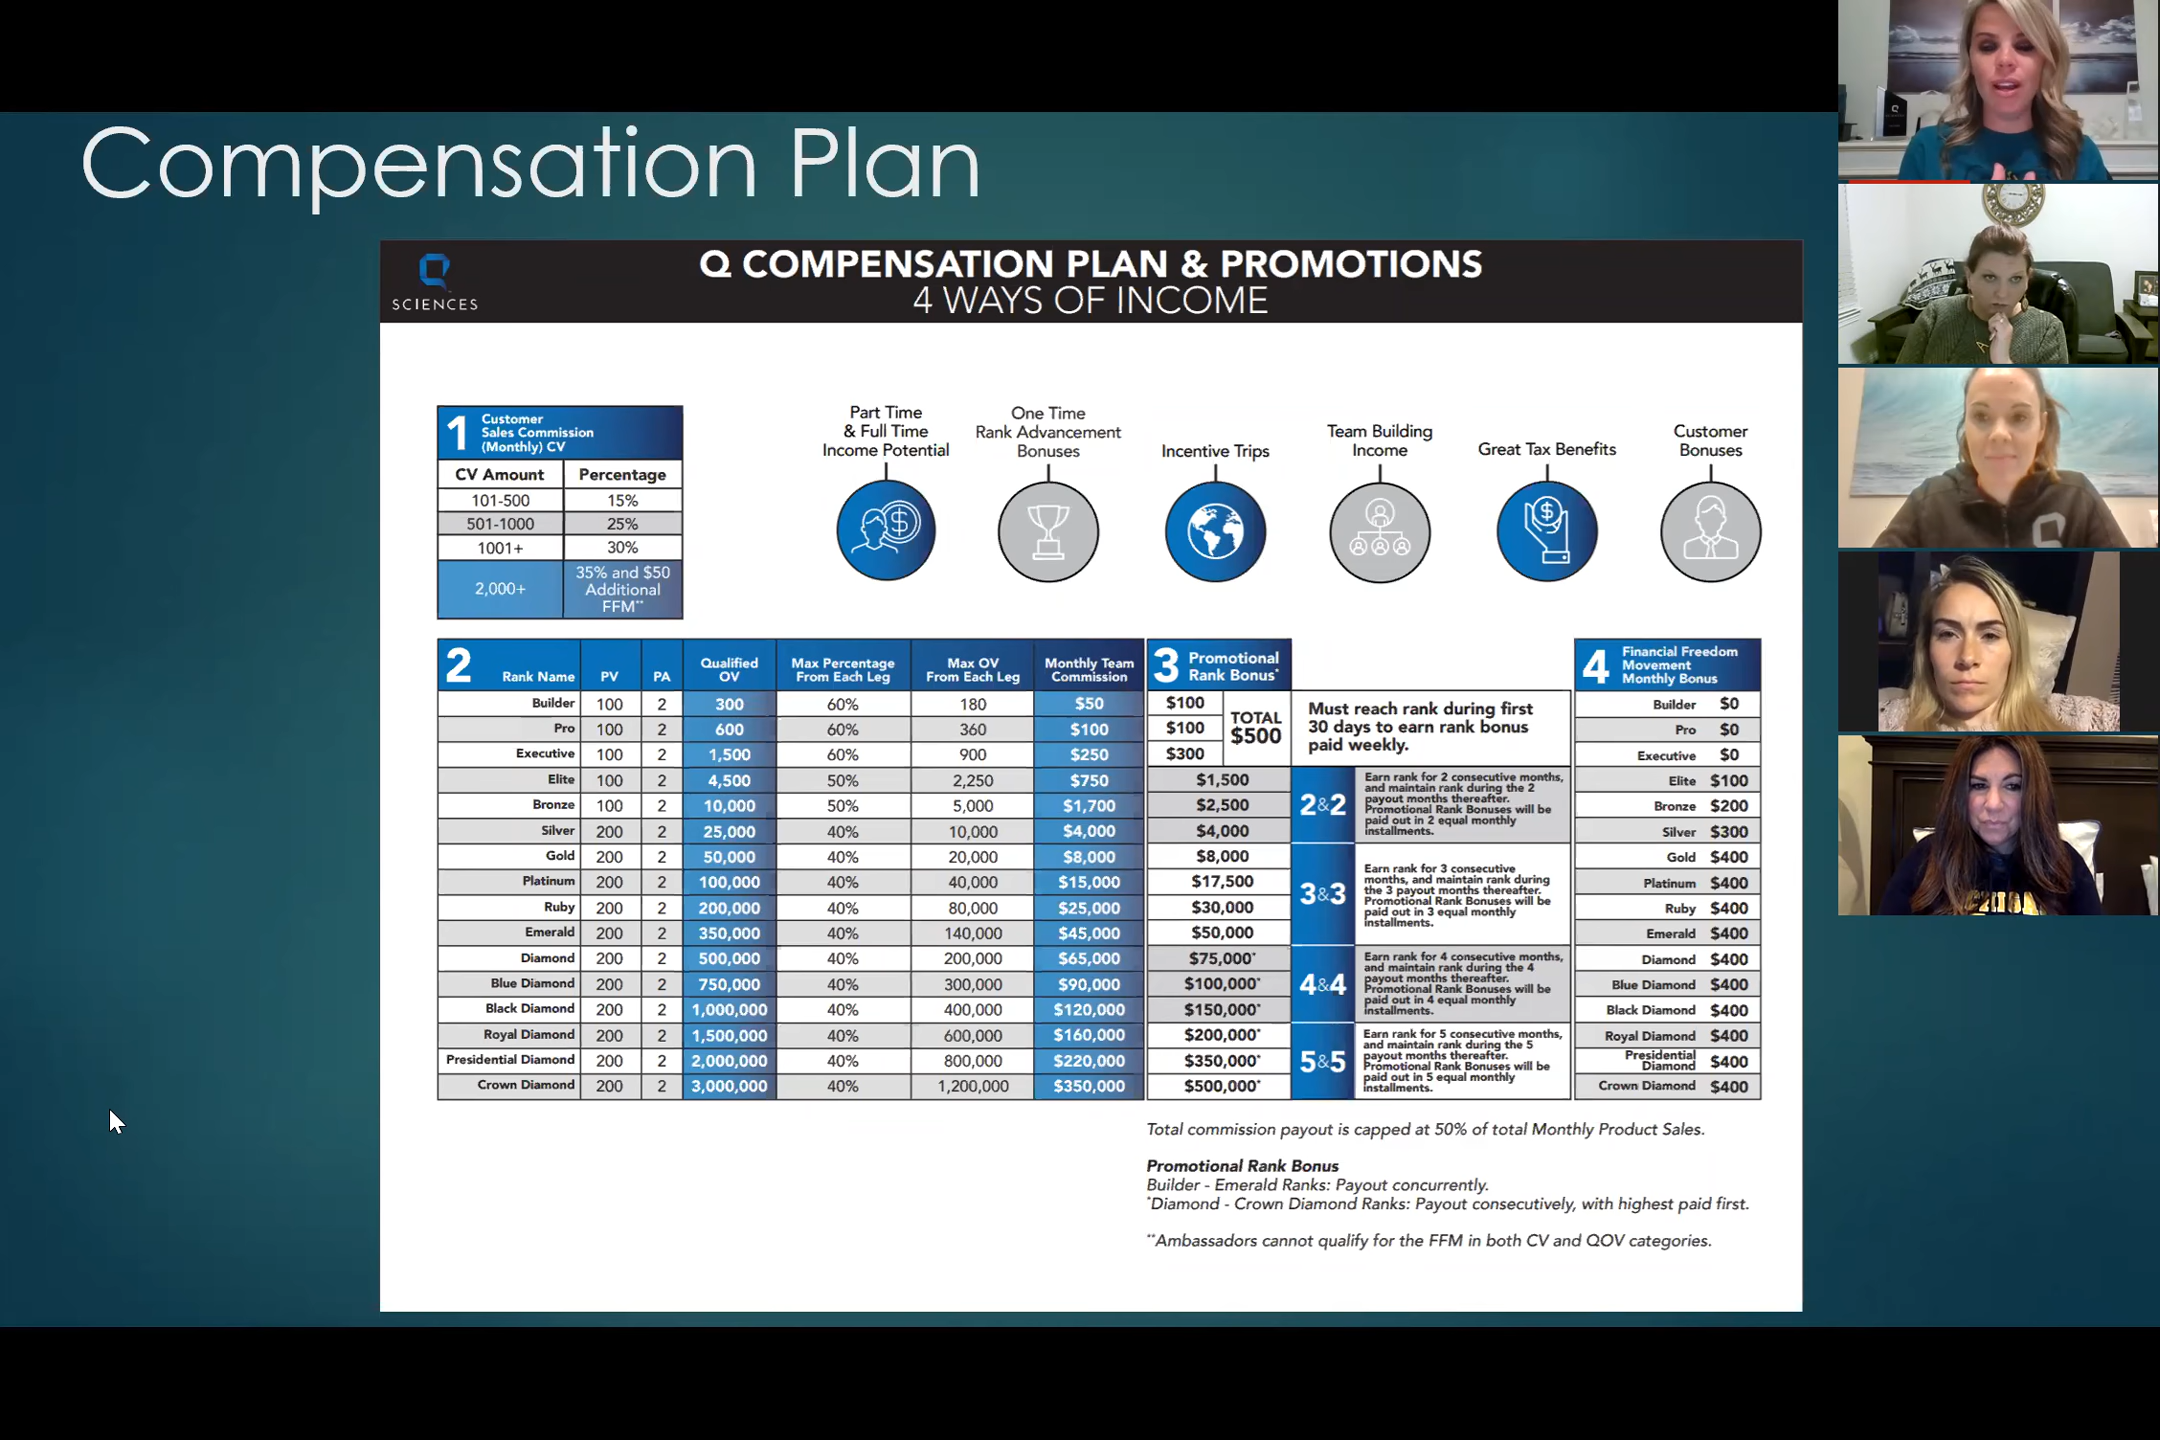 Compensation Plan
Q SCIENCES
Q COMPENSATION PLAN & PROMOTIONS
4 WAYS OF INCOME
1 Customer
Sales Commission
(Monthly) CV
CV Amount Percentage
101-500 15%
501-1000 25%
1001+ 30%
2,000+ 35% and $50
Additional
FFM**
Part Time
& Full Time
Income Potential
One Time
Rank Advancement
Bonuses
Incentive Trips
Team Building
Income
Great Tax Benefits
Customer
Bonuses
2 Rank Name PV PA Qualified OV Max Percentage From Each Leg Max OV From Each Leg Monthly Team Commission
Builder 100 2 300 60% 180 $50
Pro 100 2 600 60% 360 $100
Executive 100 2 1,500 60% 900 $250
Elite 100 2 4,500 50% 2,250 $750
Bronze 100 2 10,000 50% 5,000 $1,700
Silver 200 2 25,000 40% 10,000 $4,000
Gold 200 2 50,000 40% 20,000 $8,000
Platinum 200 2 100,000 40% 40,000 $15,000
Ruby 200 2 200,000 40% 80,000 $25,000
Emerald 200 2 350,000 40% 140,000 $45,000
Diamond 200 2 500,000 40% 200,000 $65,000
Blue Diamond 200 2 750,000 40% 300,000 $90,000
Black Diamond 200 2 1,000,000 40% 400,000 $120,000
Royal Diamond 200 2 1,500,000 40% 600,000 $160,000
Presidential Diamond 200 2 2,000,000 40% 800,000 $220,000
Crown Diamond 200 2 3,000,000 40% 1,200,000 $350,000
3 Promotional
Rank Bonus*
$100
$100
$300
TOTAL
$500
Must reach rank during first
30 days to earn rank bonus
paid weekly.
$1,500
$2,500
$4,000
2&2
Earn rank for 2 consecutive months,
and maintain rank during the 2
payout months thereafter.
Promotional Rank Bonuses will be
paid out in 2 equal monthly
installments.
$8,000
$17,500
$30,000
$50,000
3&3
Earn rank for 3 consecutive
months, and maintain rank during
the 3 payout months thereafter.
Promotional Rank Bonuses will be
paid out in 3 equal monthly
installments.
$75,000*
$100,000*
$150,000*
4&4
Earn rank for 4 consecutive months,
and maintain rank during the 4
payout months thereafter.
Promotional Rank Bonuses will be
paid out in 4 equal monthly
installments.
$200,000*
$350,000*
$500,000*
5&5
Earn rank for 5 consecutive months,
and maintain rank during the 5
payout months thereafter.
Promotional Rank Bonuses will be
paid out in 5 equal monthly
installments.
4 Financial Freedom
Movement
Monthly Bonus
Builder $0
Pro $0
Executive $0
Elite $100
Bronze $200
Silver $300
Gold $400
Platinum $400
Ruby $400
Emerald $400
Diamond $400
Blue Diamond $400
Black Diamond $400
Royal Diamond $400
Presidential Diamond $400
Crown Diamond $400
Total commission payout is capped at 50% of total Monthly Product Sales.
Promotional Rank Bonus
Builder - Emerald Ranks: Payout concurrently.
*Diamond - Crown Diamond Ranks: Payout consecutively, with highest paid first.
**Ambassadors cannot qualify for the FFM in both CV and QOV categories.